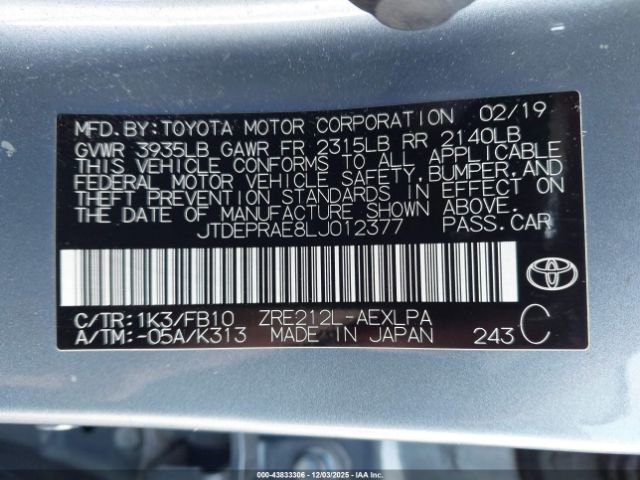 MFD.BY:TOYOTA MOTOR CORPORATION 02/19
GVWR 3935LB GAWR FR 2315LB RR 2140LB
THIS VEHICLE CONFORMS TO ALL APPLICABLE
FEDERAL MOTOR VEHICLE SAFETY,BUMPER,AND
THEFT PREVENTION STANDARDS IN EFFECT ON
THE DATE OF MANUFACTURE SHOWN ABOVE.
JTDEPRAE8LJ012377 PASS.CAR
C/TR:1K3/FB10 ZRE212L-AEXLPA
A/TM:-05A/K313 MADE IN JAPAN 243 C
TOYOTA
© -43833306 - 12/03/2025 - IAAI